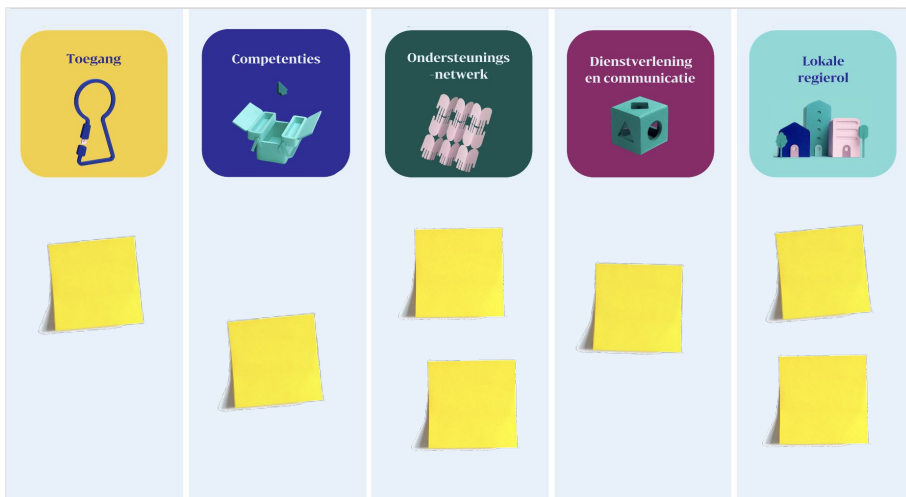 Toegang
Competenties
Ondersteunings
-netwerk
Dienstverlening
en communicatie
Lokale
regierol